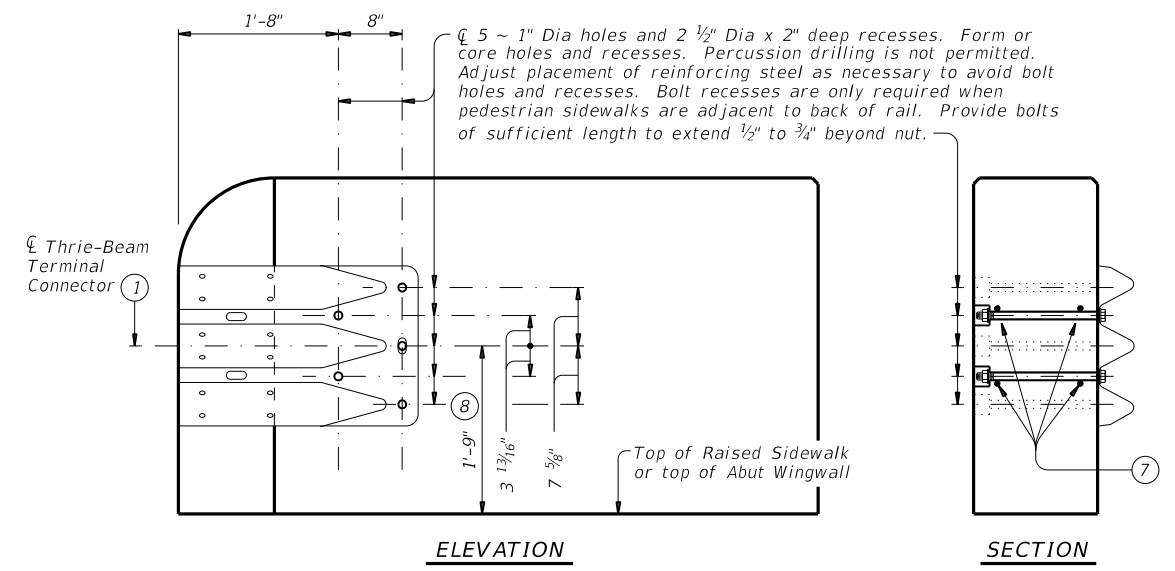 1'-8"
8"
℄ 5 ~ 1" Dia holes and 2 ½" Dia x 2" deep recesses. Form or
core holes and recesses. Percussion drilling is not permitted.
Adjust placement of reinforcing steel as necessary to avoid bolt
holes and recesses. Bolt recesses are only required when
pedestrian sidewalks are adjacent to back of rail. Provide bolts
of sufficient length to extend ½" to ¾" beyond nut.
℄ Thrie-Beam
Terminal
Connector 1
8
1'-9"
3 13/16"
7 5/8"
Top of Raised Sidewalk
or top of Abut Wingwall
7
ELEVATION
SECTION